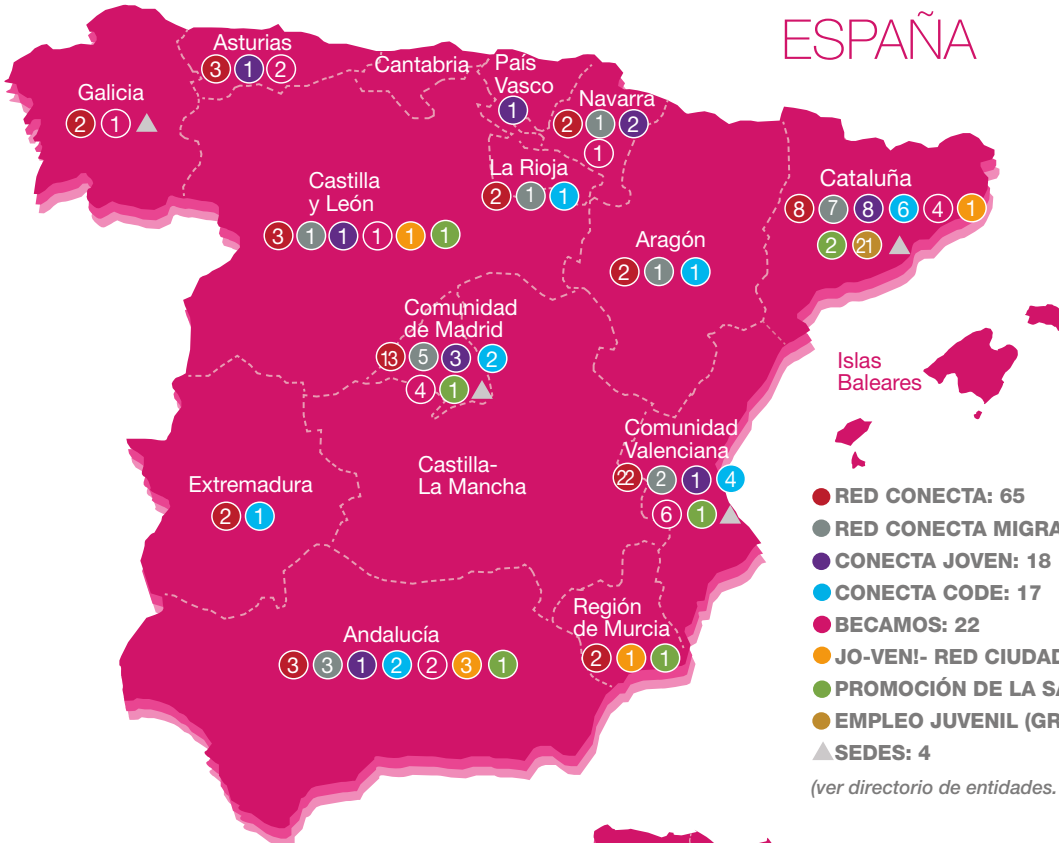 ESPAÑA
Asturias
3 1 2
Cantabria
País
Vasco
1
Galicia
2 1
Navarra
2 1 2
1
La Rioja
2 1 1
Castilla
y León
3 1 1 1 1 1
Cataluña
8 7 8 6 4 1
2 21
Aragón
2 1 1
Comunidad
de Madrid
13 5 3 2
4 1
Islas
Baleares
Comunidad
Valenciana
22 2 1 4
6 1
Castilla-
La Mancha
Extremadura
2 1
Andalucía
3 3 1 2 2 3 1
Región
de Murcia
2 1 1
RED CONECTA: 65
RED CONECTA MIGRA
CONECTA JOVEN: 18
CONECTA CODE: 17
BECAMOS: 22
JO-VEN!- RED CIUDAD
PROMOCIÓN DE LA SA
EMPLEO JUVENIL (GR
SEDES: 4
(ver directorio de entidades.